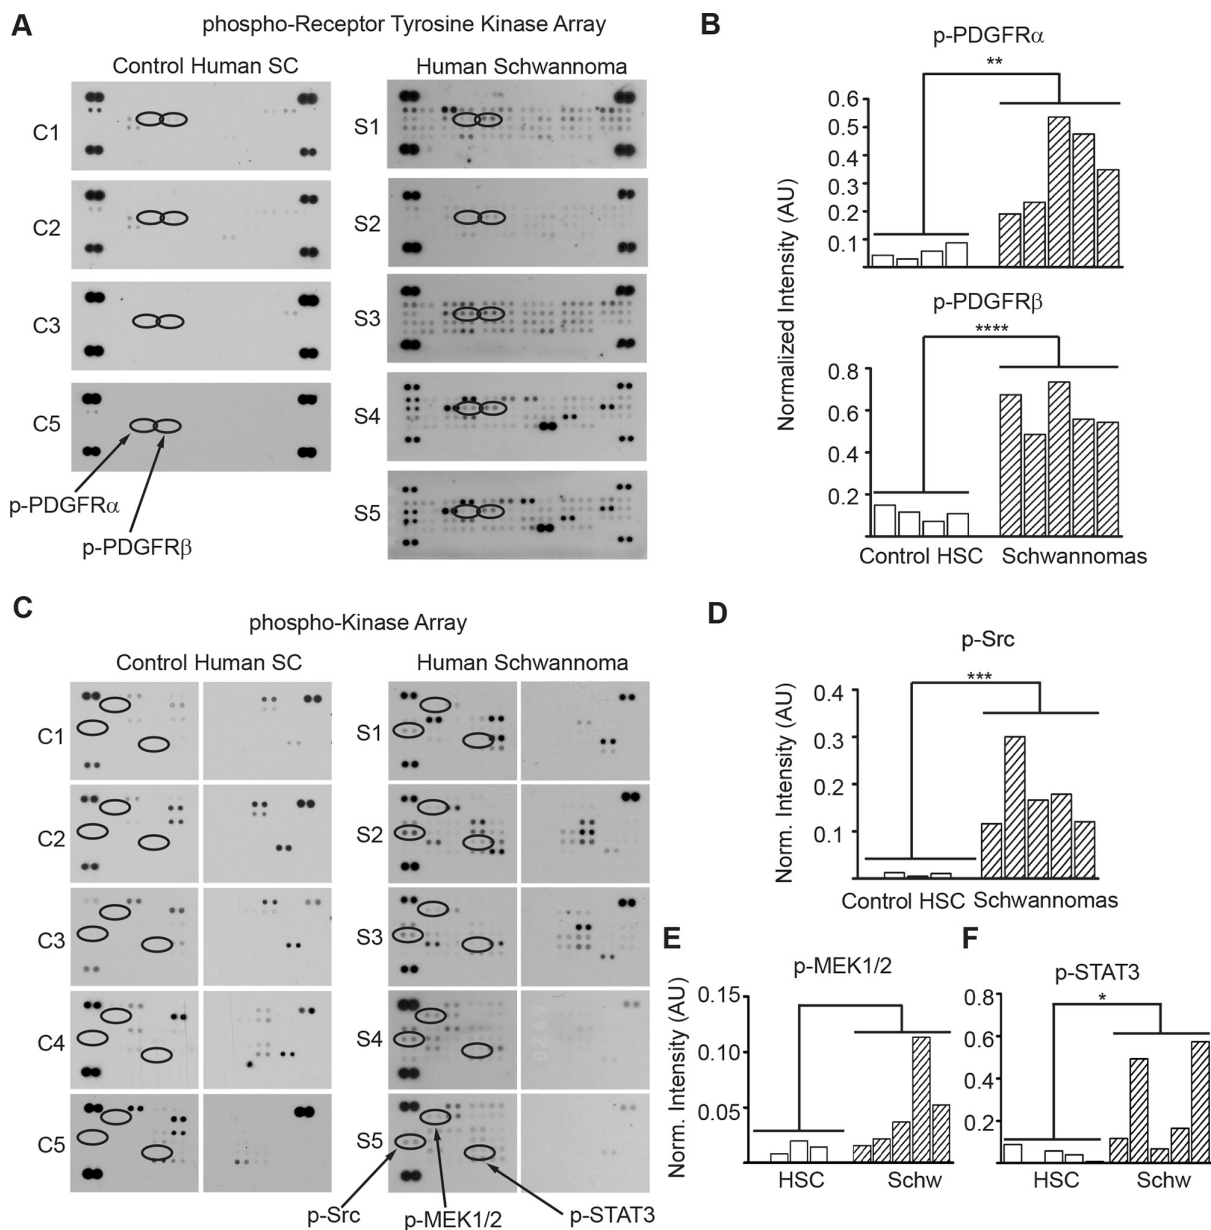 A
phospho-Receptor Tyrosine Kinase Array
Control Human SC
Human Schwannoma
C1
C2
C3
C5
S1
S2
S3
S4
S5
p-PDGFRα
p-PDGFRβ
B
p-PDGFRα
**
0.6
0.5
0.4
0.3
0.2
0.1
Normalized Intensity (AU)
p-PDGFRβ
****
0.8
0.6
0.4
0.2
Control HSC
Schwannomas
C
phospho-Kinase Array
Control Human SC
Human Schwannoma
C1
C2
C3
C4
C5
S1
S2
S3
S4
S5
p-Src
p-MEK1/2
p-STAT3
D
p-Src
***
0.4
0.3
0.2
0.1
Norm. Intensity (AU)
Control HSC
Schwannomas
E
p-MEK1/2
0.15
0.10
0.05
Norm. Intensity (AU)
HSC
Schw
F
p-STAT3
*
0.8
0.6
0.4
0.2
HSC
Schw